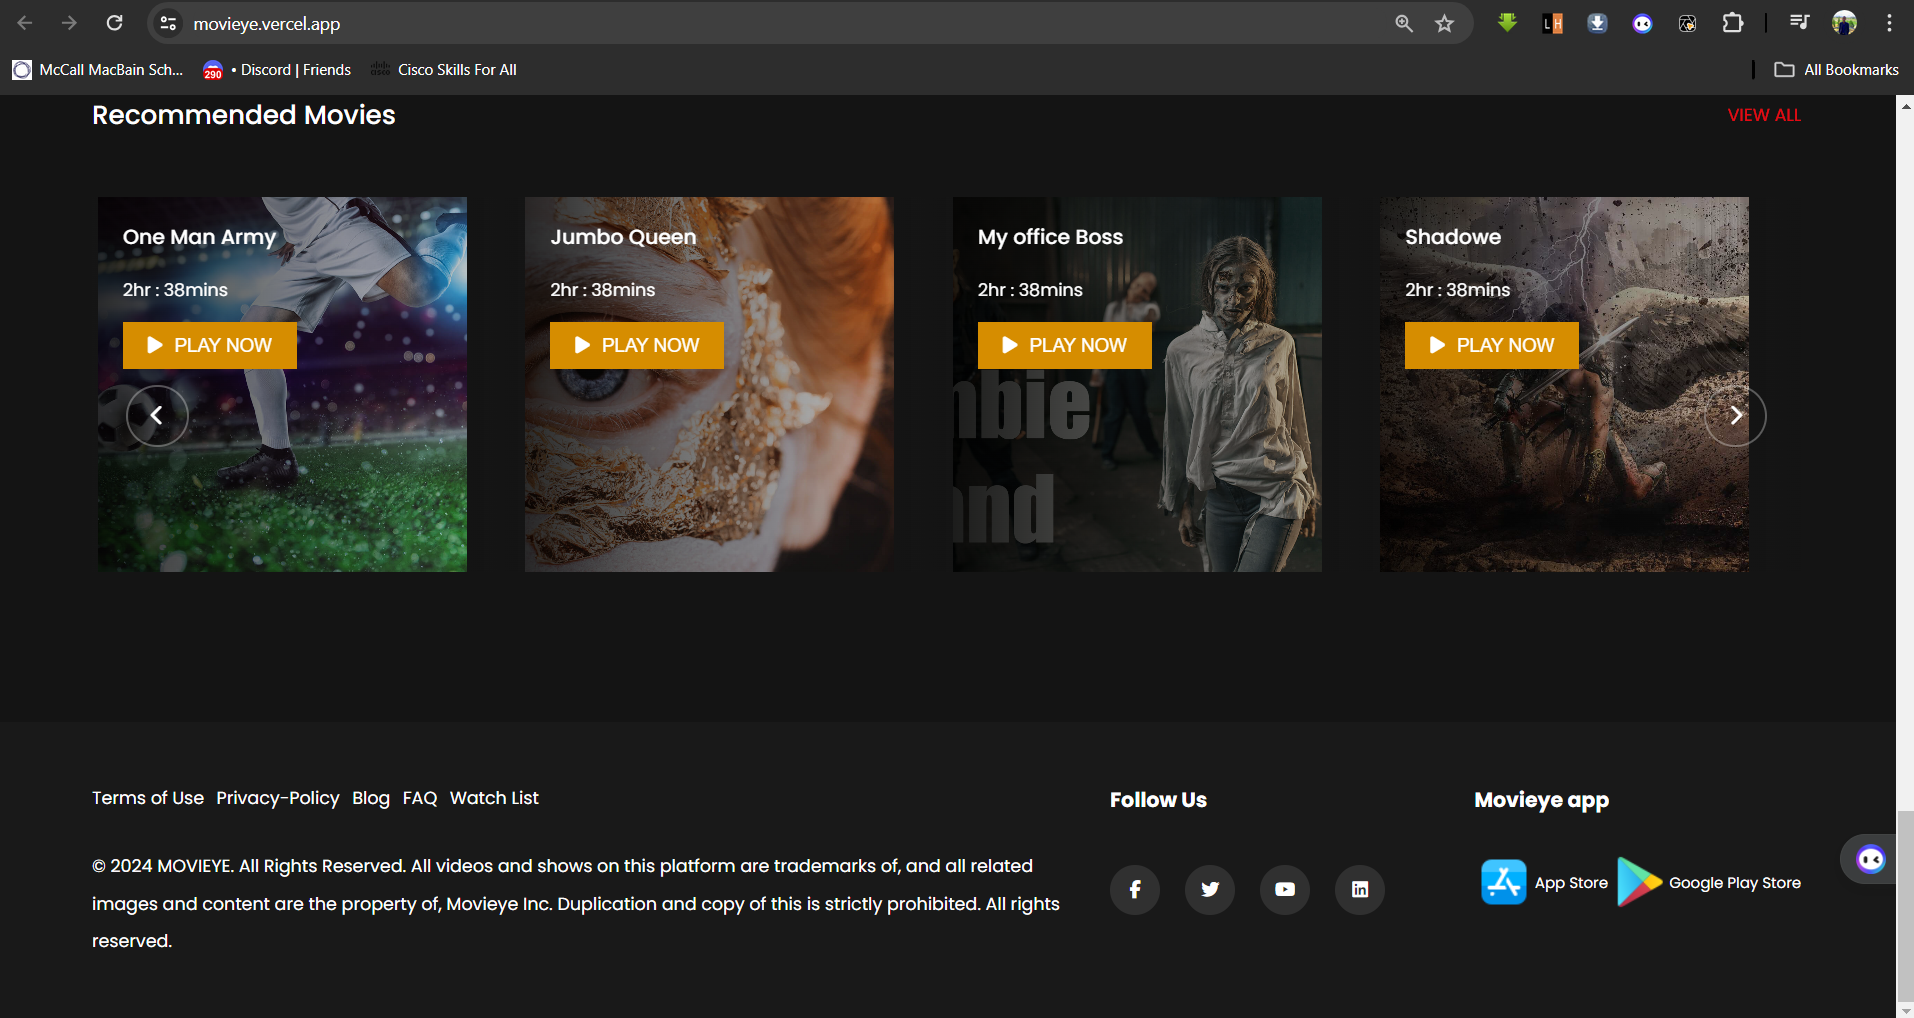 movieye.vercel.app
McCall MacBain Sch... 290 • Discord | Friends cisco Cisco Skills For All All Bookmarks
LH
Recommended Movies VIEW ALL
One Man Army
2hr : 38mins
PLAY NOW
Jumbo Queen
2hr : 38mins
PLAY NOW
My office Boss
2hr : 38mins
PLAY NOW
mbie
and
Shadowe
2hr : 38mins
PLAY NOW
Terms of Use Privacy-Policy Blog FAQ Watch List
© 2024 MOVIEYE. All Rights Reserved. All videos and shows on this platform are trademarks of, and all related
images and content are the property of, Movieye Inc. Duplication and copy of this is strictly prohibited. All rights
reserved.
Follow Us
Movieye app
App Store Google Play Store